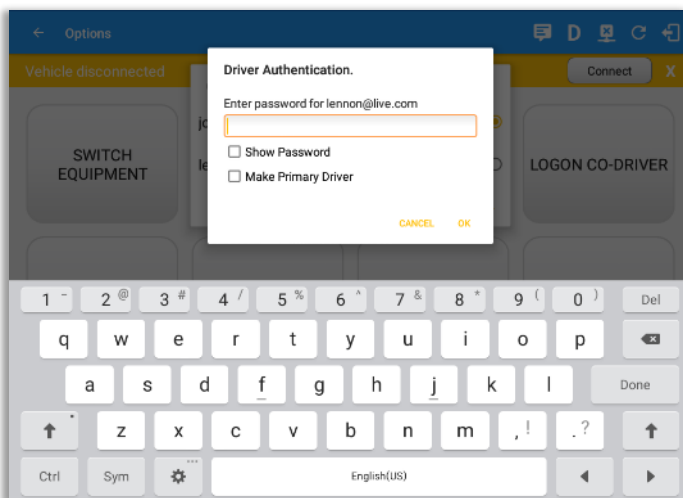 Options
D
Vehicle disconnected
Connect
X
Driver Authentication.
Enter password for lennon@live.com
Show Password
Make Primary Driver
CANCEL
OK
jo
le
SWITCH
EQUIPMENT
LOGON CO-DRIVER
1 - 2 @ 3 # 4 / 5 % 6 ^ 7 & 8 * 9 ( 0 ) Del
q w e r t y u i o p
a s d f g h j k l Done
z x c v b n m , ! . ?
Ctrl Sym English(US)